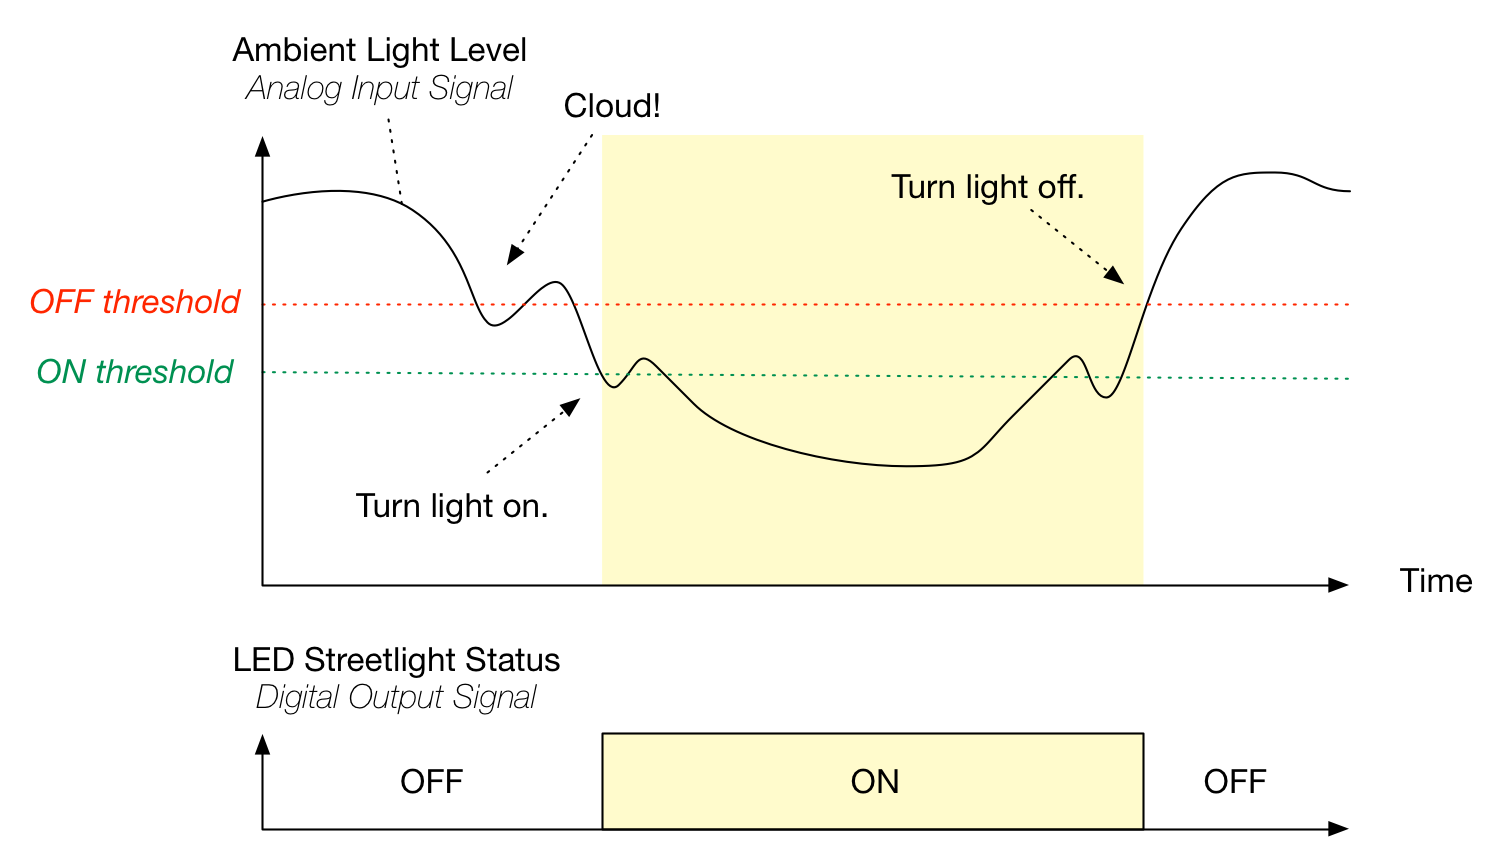 Ambient Light Level
Analog Input Signal
Cloud!
Turn light off.
OFF threshold
ON threshold
Turn light on.
Time
LED Streetlight Status
Digital Output Signal
OFF
ON
OFF